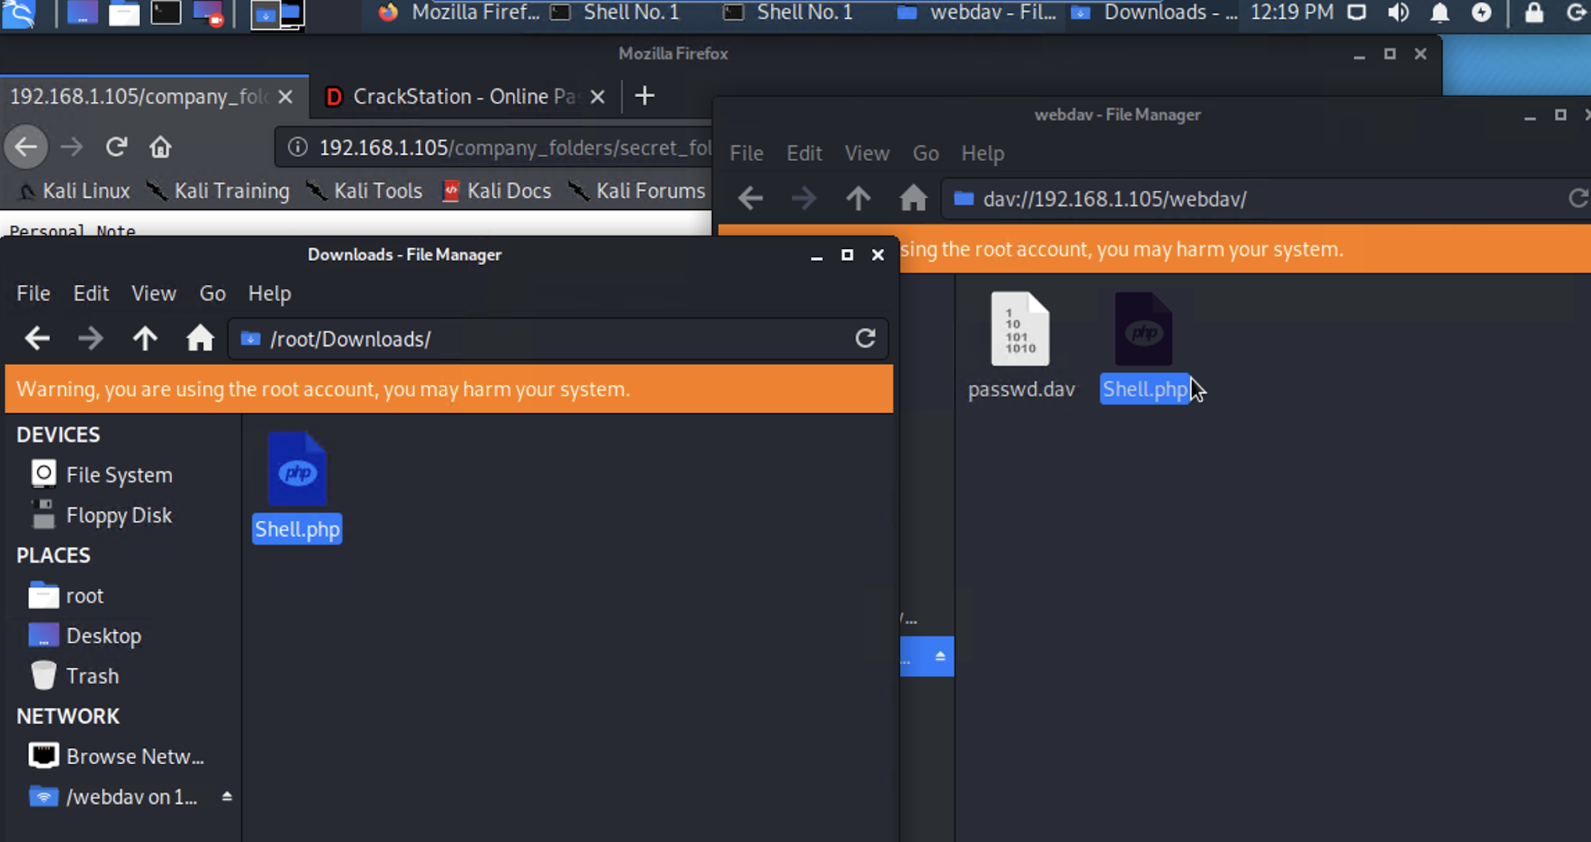 Mozilla Firef...
Shell No. 1
Shell No. 1
webdav - Fil...
Downloads - ...
12:19 PM
Mozilla Firefox
192.168.1.105/company_fol
CrackStation - Online Pa
192.168.1.105/company_folders/secret_fol
Kali Linux
Kali Training
Kali Tools
Kali Docs
Kali Forums
Personal Note
webdav - File Manager
File Edit View Go Help
dav://192.168.1.105/webdav/
sing the root account, you may harm your system.
1
10
101
1010
php
passwd.dav
Shell.php
Downloads - File Manager
File Edit View Go Help
/root/Downloads/
Warning, you are using the root account, you may harm your system.
DEVICES
File System
Floppy Disk
PLACES
root
Desktop
Trash
NETWORK
Browse Netw...
/webdav on 1...
php
Shell.php
/...
...